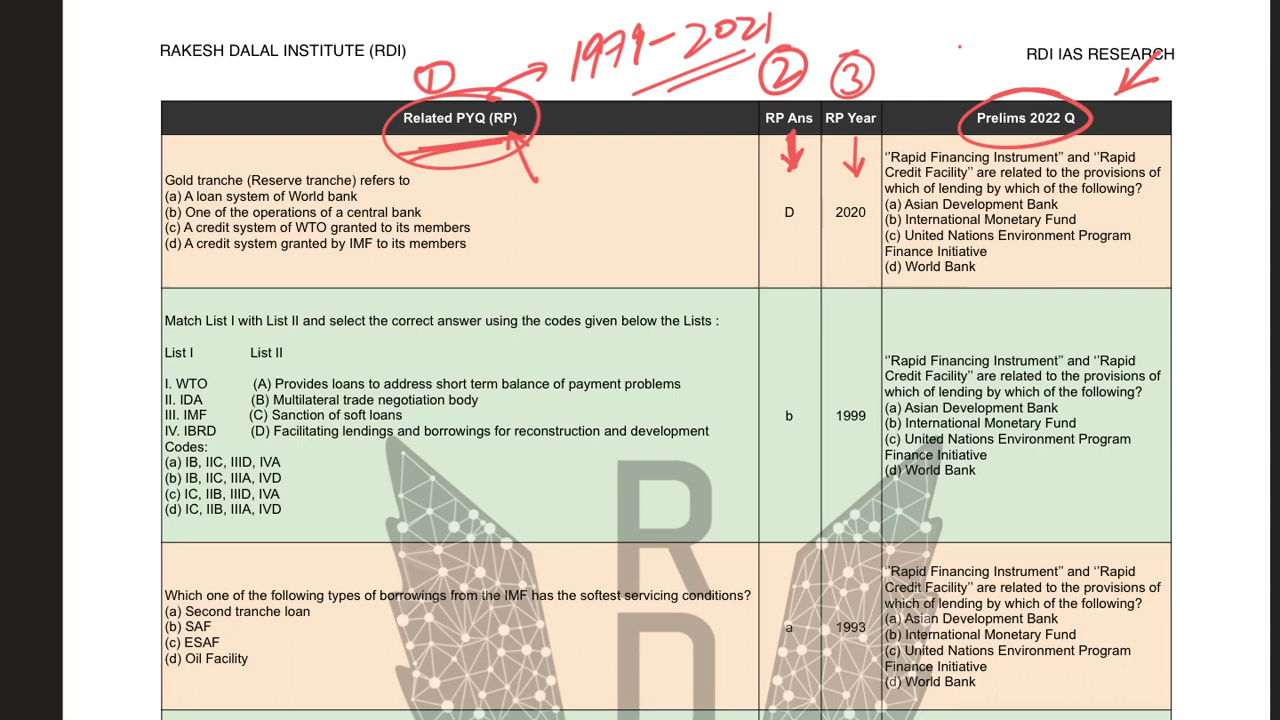 RAKESH DALAL INSTITUTE (RDI)
1979-2021
RDI IAS RESEARCH
1
2
3
Related PYQ (RP)
RP Ans
RP Year
Prelims 2022 Q
Gold tranche (Reserve tranche) refers to
(a) A loan system of World bank
(b) One of the operations of a central bank
(c) A credit system of WTO granted to its members
(d) A credit system granted by IMF to its members
D
2020
‘'Rapid Financing Instrument” and ‘'Rapid
Credit Facility” are related to the provisions of
which of lending by which of the following?
(a) Asian Development Bank
(b) International Monetary Fund
(c) United Nations Environment Program
Finance Initiative
(d) World Bank
Match List I with List II and select the correct answer using the codes given below the Lists :
List I List II
I. WTO (A) Provides loans to address short term balance of payment problems
II. IDA (B) Multilateral trade negotiation body
III. IMF (C) Sanction of soft loans
IV. IBRD (D) Facilitating lendings and borrowings for reconstruction and development
Codes:
(a) IB, IIC, IIID, IVA
(b) IB, IIC, IIIA, IVD
(c) IC, IIB, IIID, IVA
(d) IC, IIB, IIIA, IVD
b
1999
‘'Rapid Financing Instrument” and ‘'Rapid
Credit Facility” are related to the provisions of
which of lending by which of the following?
(a) Asian Development Bank
(b) International Monetary Fund
(c) United Nations Environment Program
Finance Initiative
(d) World Bank
Which one of the following types of borrowings from the IMF has the softest servicing conditions?
(a) Second tranche loan
(b) SAF
(c) ESAF
(d) Oil Facility
a
1993
‘'Rapid Financing Instrument” and ‘'Rapid
Credit Facility” are related to the provisions of
which of lending by which of the following?
(a) Asian Development Bank
(b) International Monetary Fund
(c) United Nations Environment Program
Finance Initiative
(d) World Bank
R
D